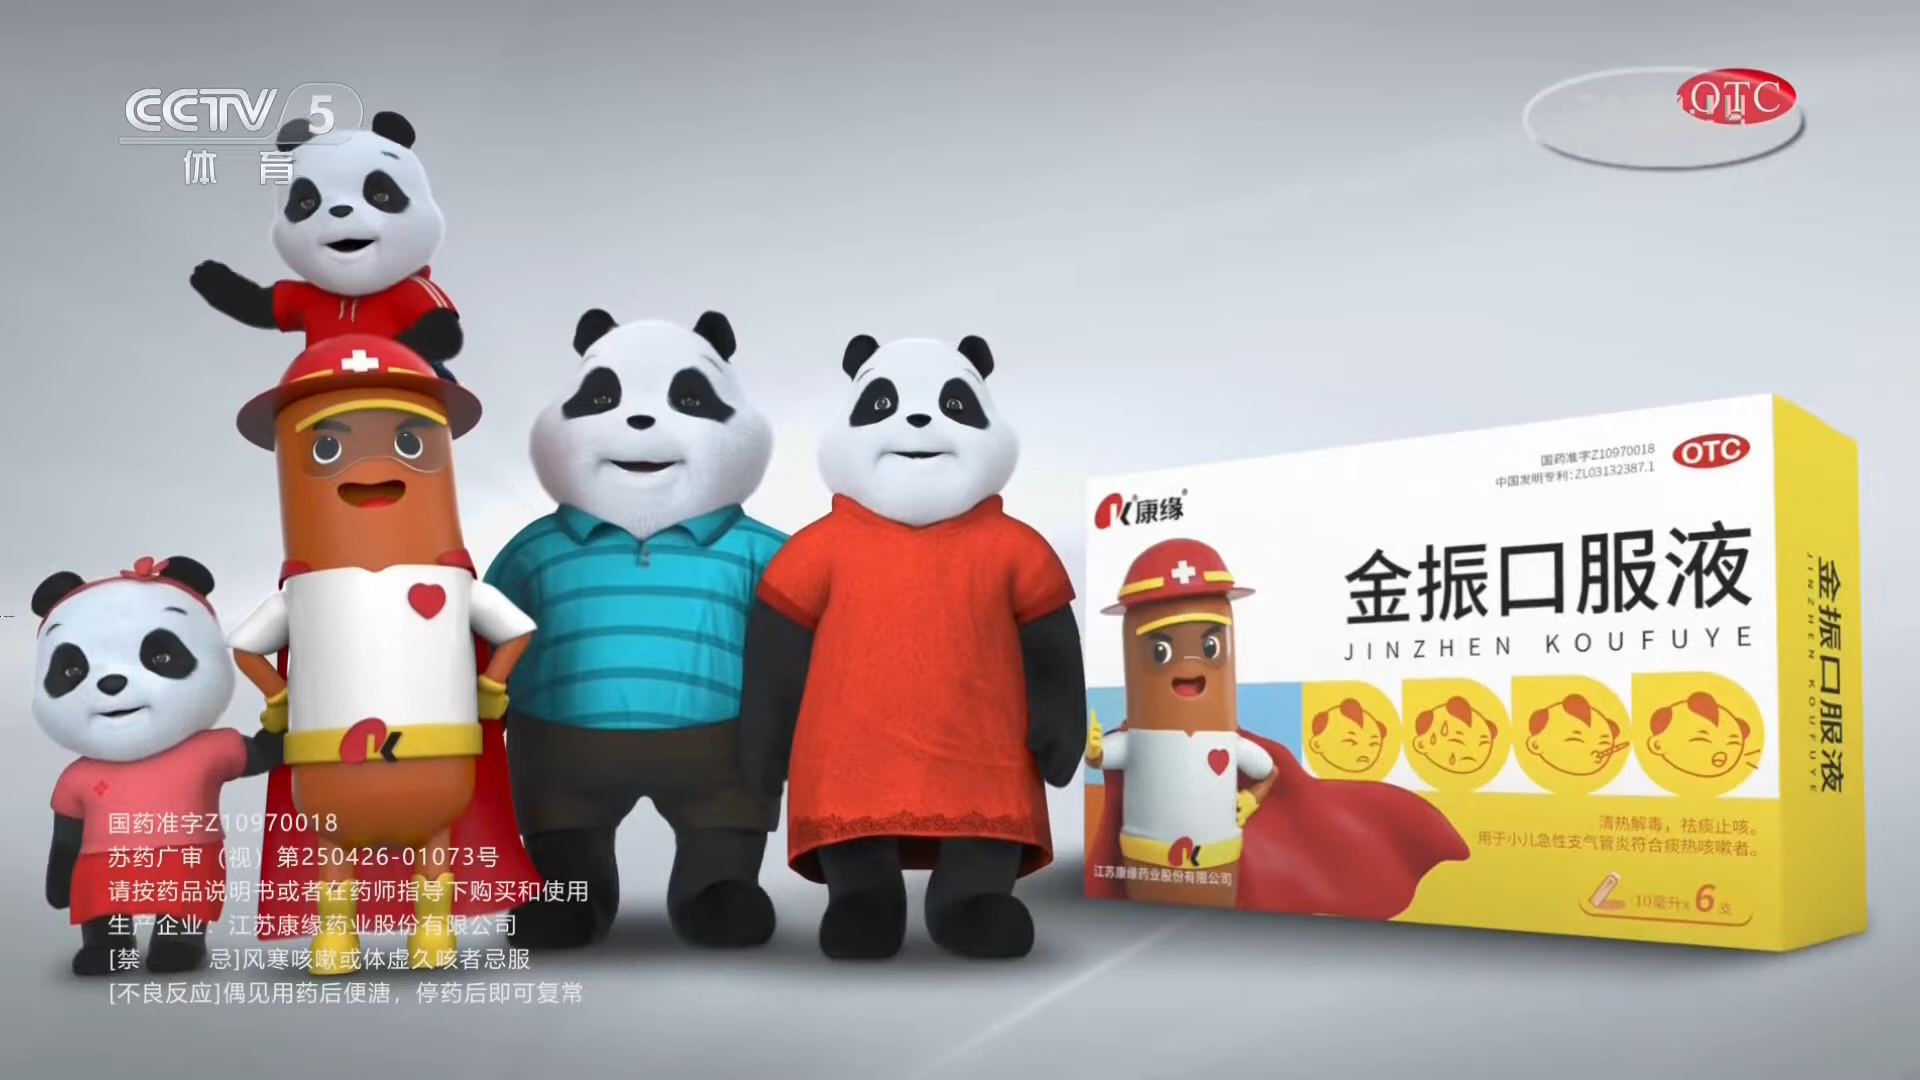 CCTV 5
体 育
OTC
国药准字Z10970018
中国发明专利:ZL03132387.1
OTC
康缘
金振口服液
JINZHEN KOUFUYE
金振口服液
JINZHEN KOUFUYE
清热解毒，祛痰止咳。
用于小儿急性支气管炎符合痰热咳嗽者。
10毫升×6支
江苏康缘药业股份有限公司
国药准字Z10970018
苏药广审（视）第250426-01073号
请按药品说明书或者在药师指导下购买和使用
生产企业：江苏康缘药业股份有限公司
[禁 忌]风寒咳嗽或体虚久咳者忌服
[不良反应]偶见用药后便溏，停药后即可复常